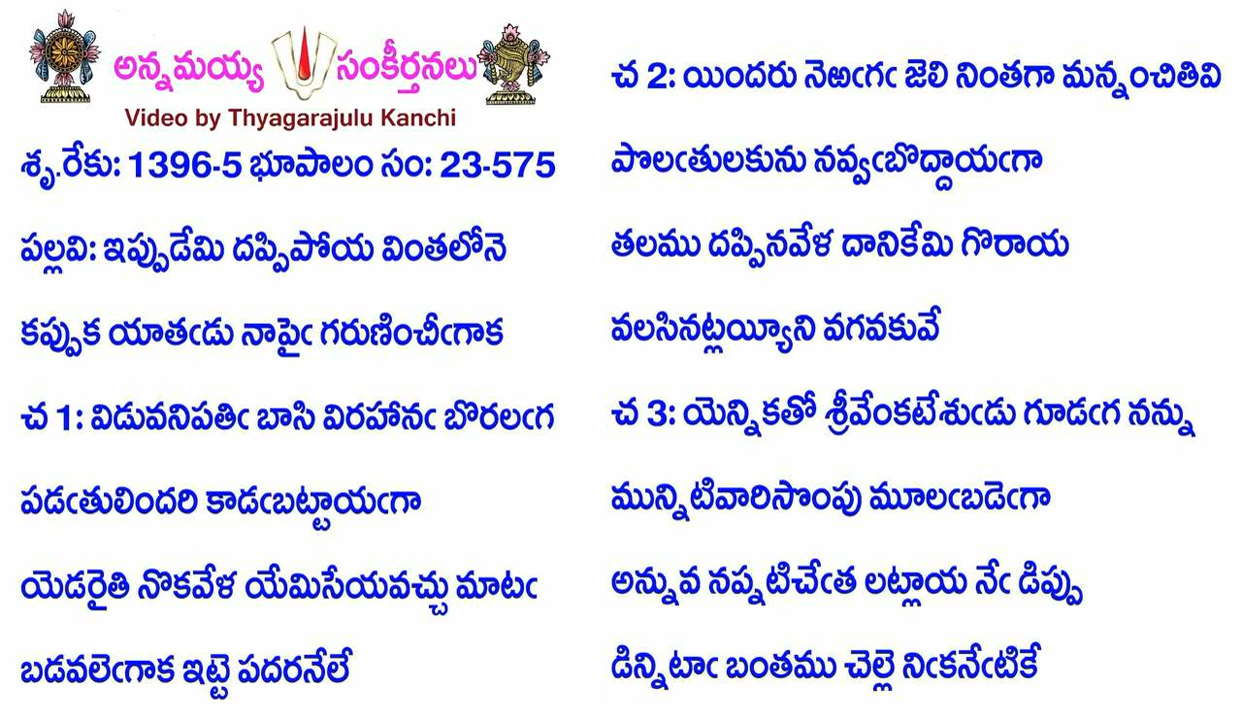 అన్నమయ్య సంకీర్తనలు
Video by Thyagarajulu Kanchi
శృ.రేకు: 1396-5 భూపాలం సం: 23-575
పల్లవి: ఇప్పుడేమి దప్పిపోయ వింతలోనె
కప్పుక యాతఁడు నాపైఁ గరుణించీఁగాక
చ 1: విడువనిపతిఁ బాసి విరహానఁ బొరలఁగ
పడఁతులిందరి కాడఁబట్టాయఁగా
యెడరైతి నొకవేళ యేమిసేయవచ్చు మాటఁ
బడవలెఁగాక ఇట్టె పదరనేలే
చ 2: యిందరు నెఱఁగఁ జెలి నింతగా మన్నంచితివి
పొలఁతులకును నవ్వఁబొద్దాయఁగా
తలము దప్పినవేళ దానికేమి గొరాయ
వలసినట్లయ్యీని వగవకువే
చ 3: యెన్నికతో శ్రీవేంకటేశుఁడు గూడఁగ నన్ను
మున్నిటివారిసొంపు మూలఁబడెఁగా
అన్నువ నప్పటిచేఁత లట్లాయ నేఁ డిప్పు
డిన్నిటాఁ బంతము చెల్లె నిఁకనేఁటికే